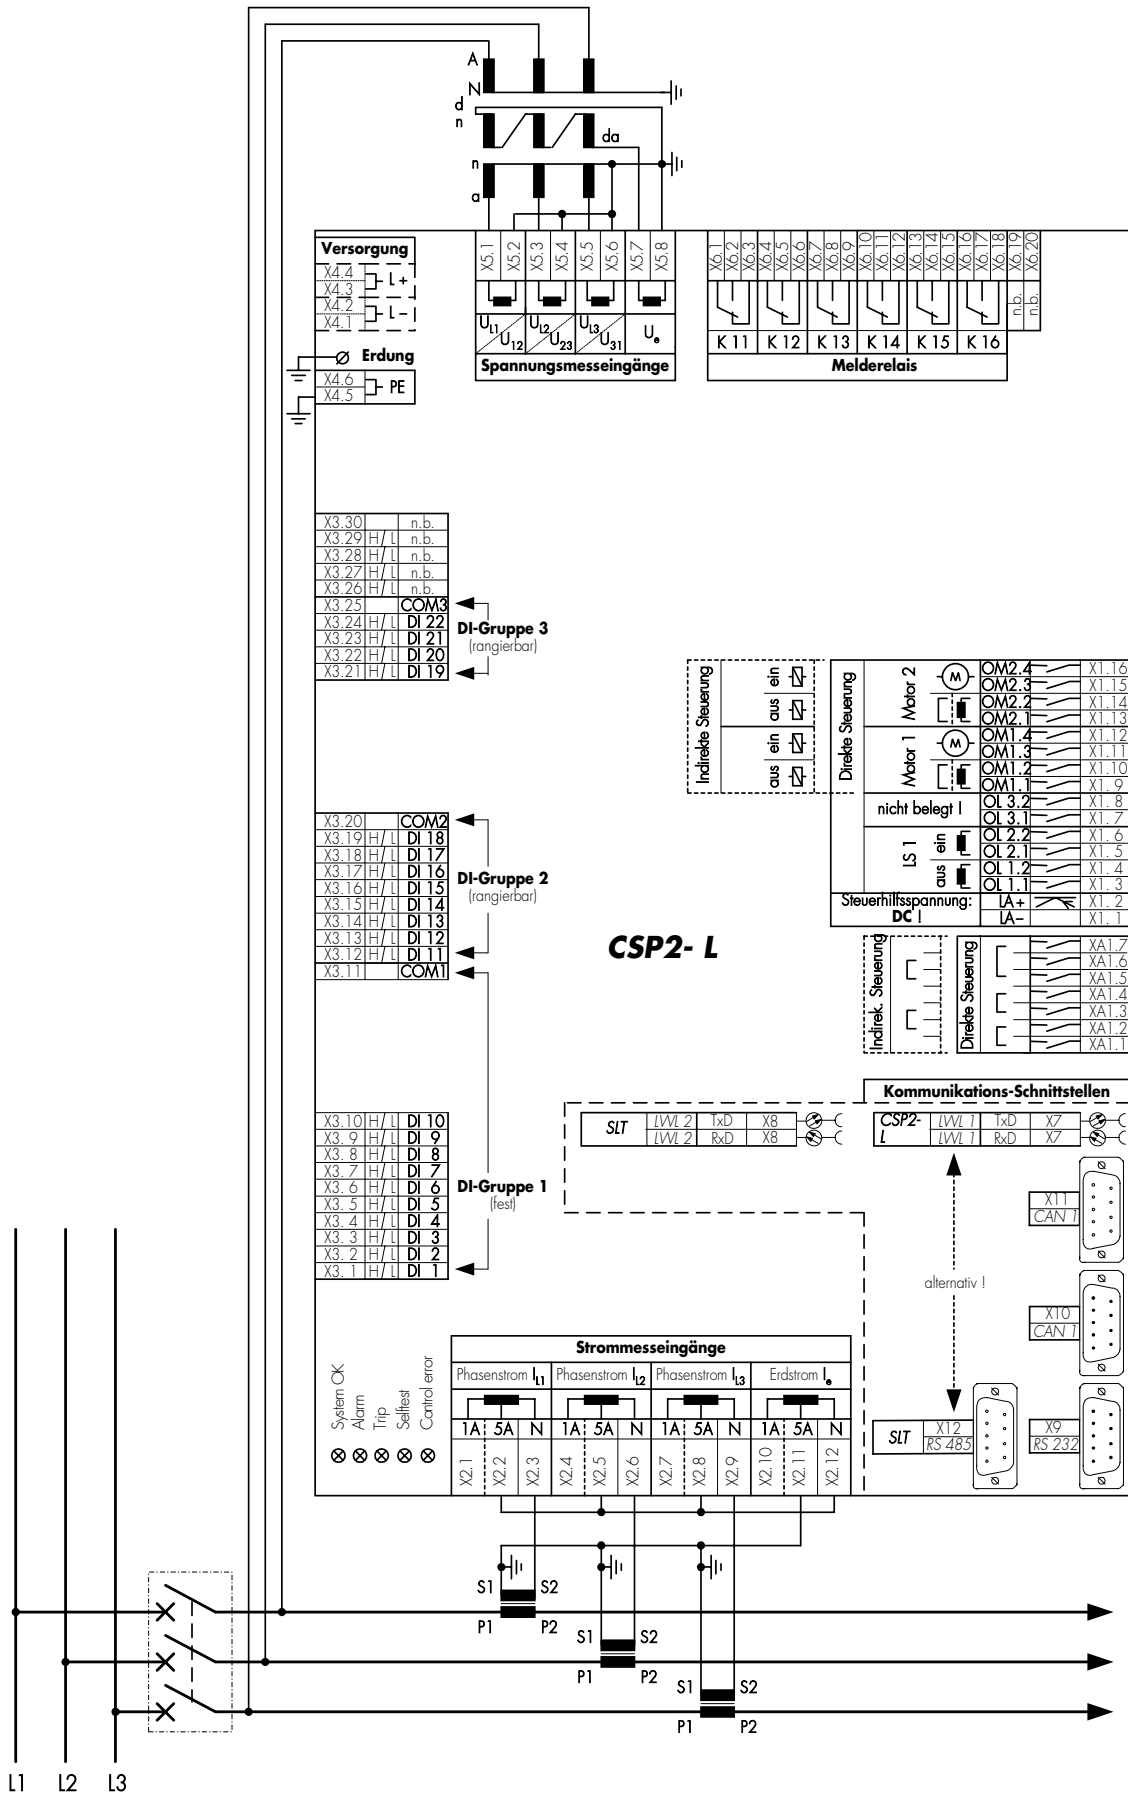 A
N
d
n
da
n
a
Versorgung
X4.4
X4.3
L+
X4.2
X4.1
L-
Erdung
X4.6
X4.5
PE
X5.1 X5.2 X5.3 X5.4 X5.5 X5.6 X5.7 X5.8
UL1 U12 UL2 U23 UL3 U31 Ue
Spannungsmesseingänge
X6.1 X6.2 X6.3 X6.4 X6.5 X6.6 X6.7 X6.8 X6.9 X6.10 X6.11 X6.12 X6.13 X6.14 X6.15 X6.16 X6.17 X6.18 X6.19 X6.20
n.b. n.b.
K 11 K 12 K 13 K 14 K 15 K 16
Melderelais
X3.30 n.b.
X3.29 H/L n.b.
X3.28 H/L n.b.
X3.27 H/L n.b.
X3.26 H/L n.b.
X3.25 COM3
X3.24 H/L DI 22
X3.23 H/L DI 21
X3.22 H/L DI 20
X3.21 H/L DI 19
DI-Gruppe 3
(rangierbar)
X3.20 COM2
X3.19 H/L DI 18
X3.18 H/L DI 17
X3.17 H/L DI 16
X3.16 H/L DI 15
X3.15 H/L DI 14
X3.14 H/L DI 13
X3.13 H/L DI 12
X3.12 H/L DI 11
X3.11 COM1
DI-Gruppe 2
(rangierbar)
X3.10 H/L DI 10
X3. 9 H/L DI 9
X3. 8 H/L DI 8
X3. 7 H/L DI 7
X3. 6 H/L DI 6
X3. 5 H/L DI 5
X3. 4 H/L DI 4
X3. 3 H/L DI 3
X3. 2 H/L DI 2
X3. 1 H/L DI 1
DI-Gruppe 1
(fest)
CSP2- L
Indirekte Steuerung
aus ein
aus ein
Direkte Steuerung
Motor 2
M
Motor 1
M
nicht belegt !
LS 1
aus ein
OM2.4 X1.16
OM2.3 X1.15
OM2.2 X1.14
OM2.1 X1.13
OM1.4 X1.12
OM1.3 X1.11
OM1.2 X1.10
OM1.1 X1. 9
OL 3.2 X1. 8
OL 3.1 X1. 7
OL 2.2 X1. 6
OL 2.1 X1. 5
OL 1.2 X1. 4
OL 1.1 X1. 3
Steuerhilfsspannung:
DC !
LA+ X1. 2
LA- X1. 1
Indirek. Steuerung
Direkte Steuerung
XA1.7
XA1.6
XA1.5
XA1.4
XA1.3
XA1.2
XA1.1
Kommunikations-Schnittstellen
SLT
LWL 2 TxD X8
LWL 2 RxD X8
CSP2-
L
LWL 1 TxD X7
LWL 1 RxD X7
X11
CAN 1
alternativ !
X10
CAN 1
SLT
X12
RS 485
X9
RS 232
System OK
Alarm
Trip
Selftest
Control error
Strommesseingänge
Phasenstrom IL1 Phasenstrom IL2 Phasenstrom IL3 Erdstrom Ie
1A 5A N 1A 5A N 1A 5A N 1A 5A N
X2.1 X2.2 X2.3 X2.4 X2.5 X2.6 X2.7 X2.8 X2.9 X2.10 X2.11 X2.12
S1 S2
P1 P2
S1 S2
P1 P2
S1 S2
P1 P2
L1 L2 L3